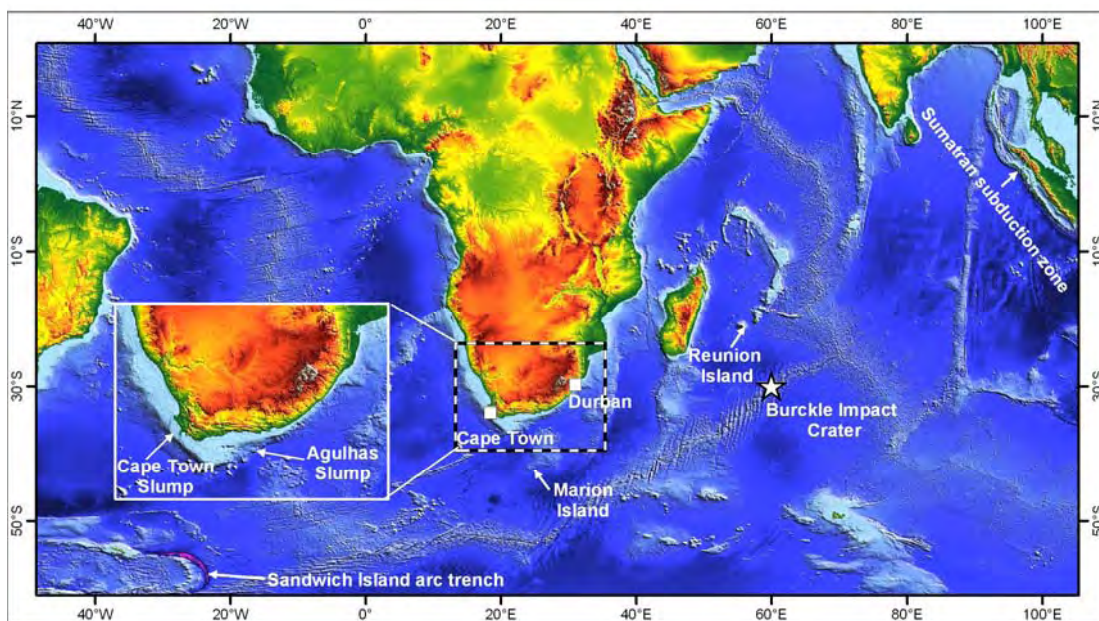 40°W 20°W 0° 20°E 40°E 60°E 80°E 100°E
10°N
10°N
Sumatran subduction zone
10°S
10°S
Reunion
Island
30°S
30°S
Durban
Burckle Impact
Crater
Cape Town
Agulhas
Slump
Cape Town
Slump
Marion
Island
50°S
50°S
Sandwich Island arc trench
40°W 20°W 0° 20°E 40°E 60°E 80°E 100°E